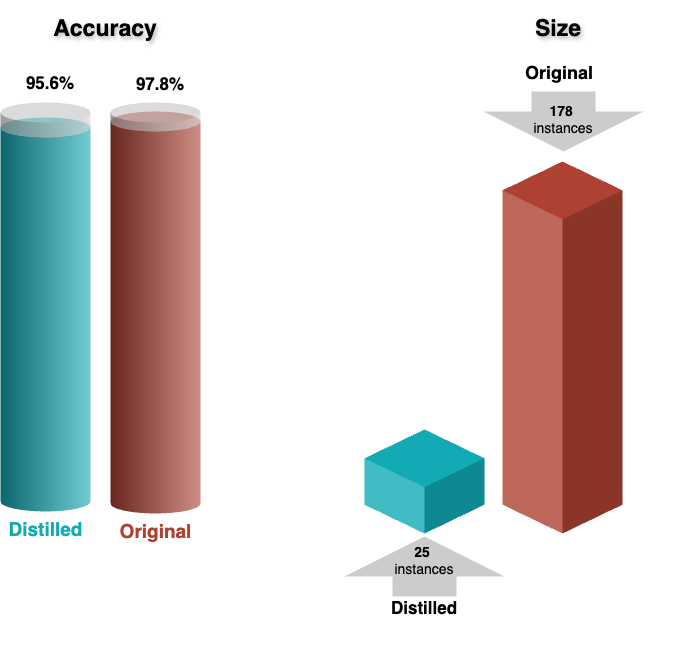 Accuracy
95.6%
97.8%
Distilled
Original
Size
Original
178
instances
25
instances
Distilled